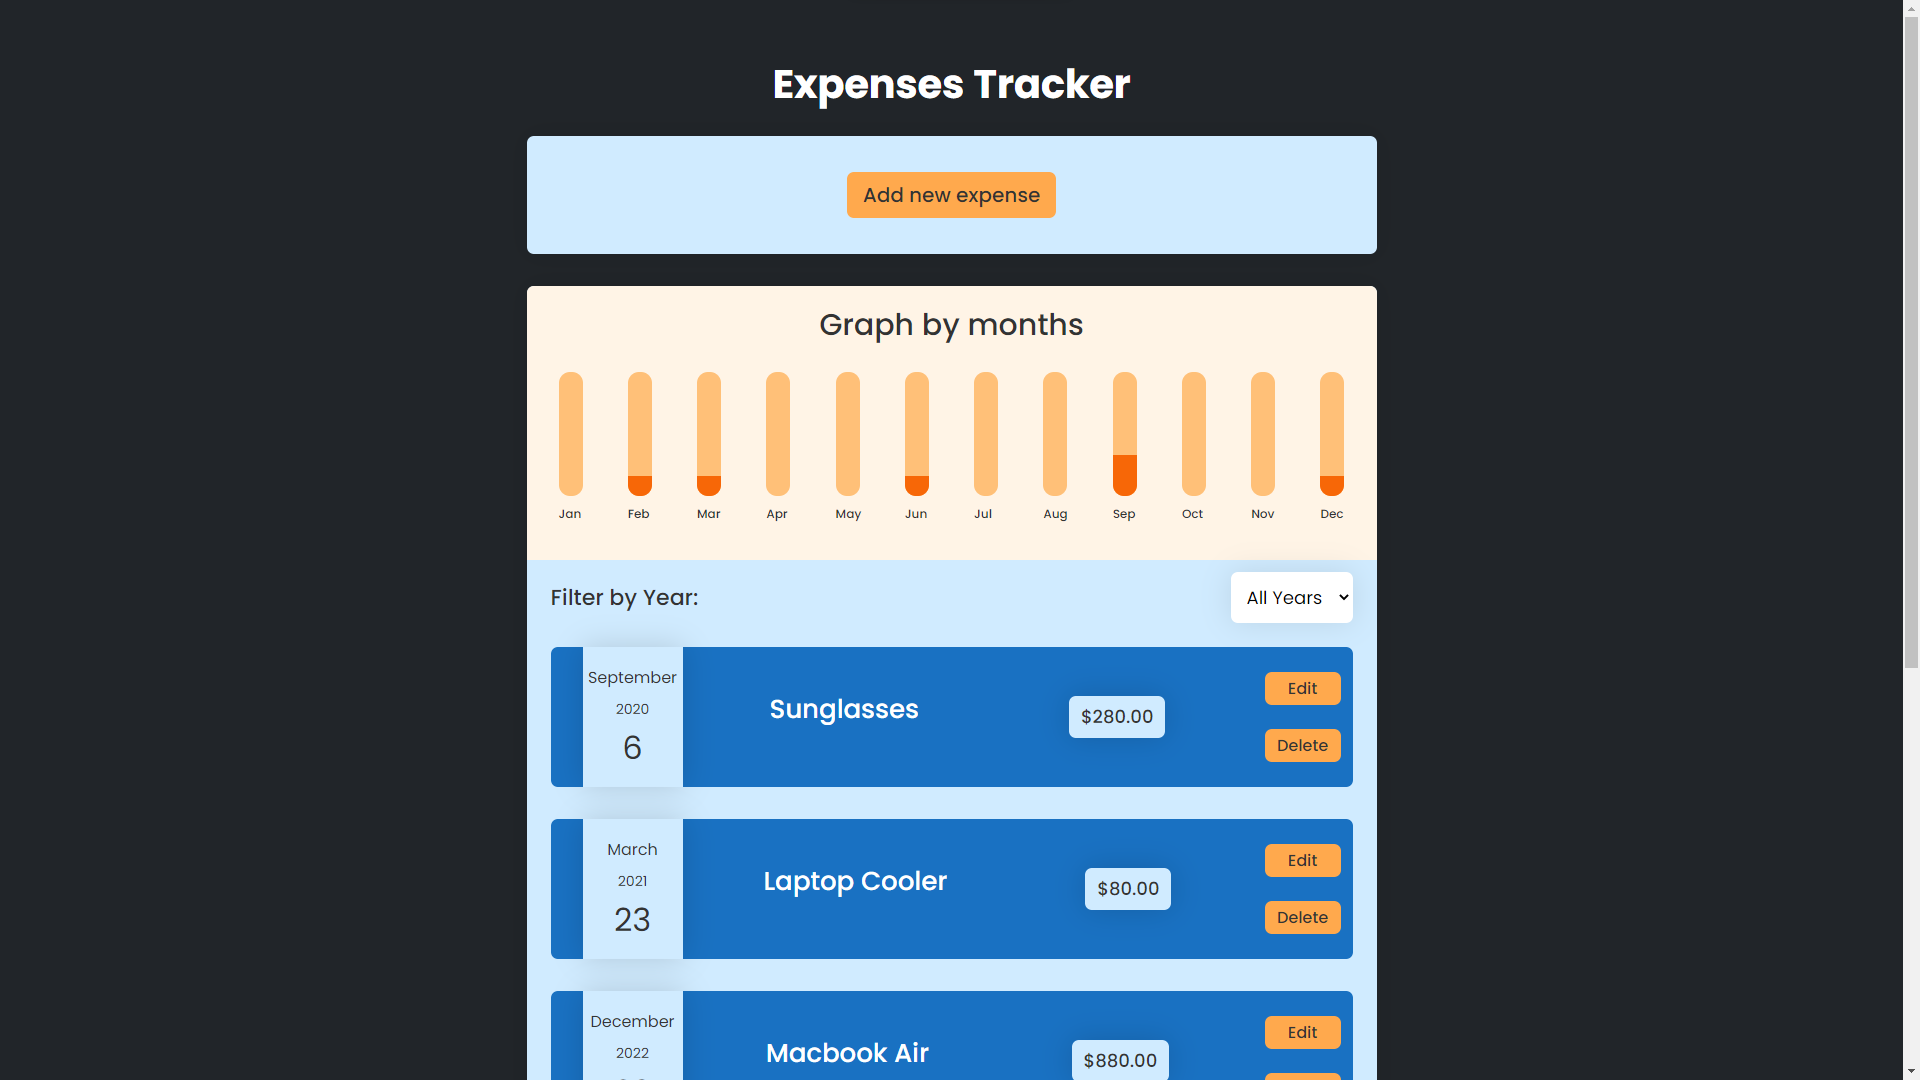 Expenses Tracker
Add new expense
Graph by months
Jan Feb Mar Apr May Jun Jul Aug Sep Oct Nov Dec
Filter by Year:
All Years
September
2020
6
Sunglasses
$280.00
Edit
Delete
March
2021
23
Laptop Cooler
$80.00
Edit
Delete
December
2022
Macbook Air
$880.00
Edit